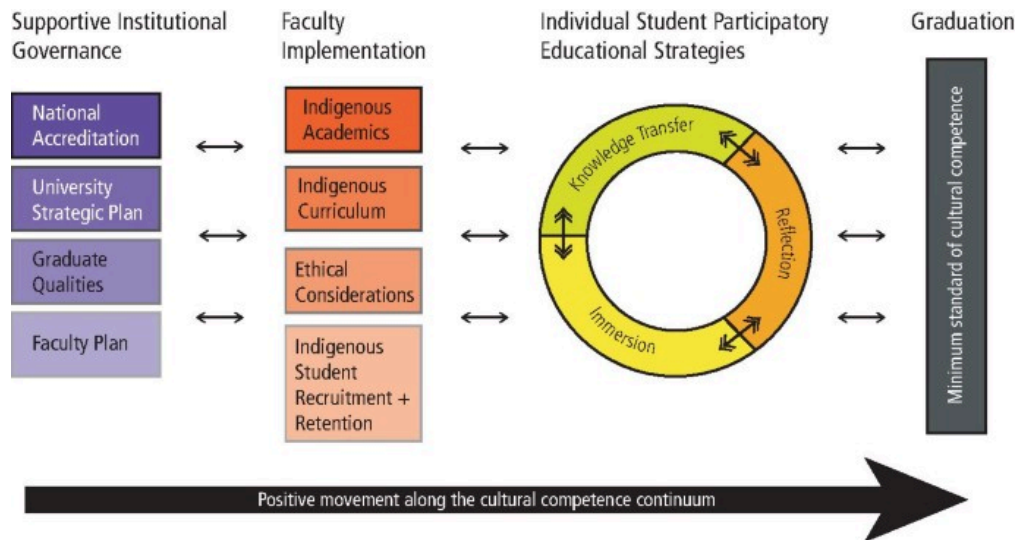 Supportive Institutional
Governance
National
Accreditation
University
Strategic Plan
Graduate
Qualities
Faculty Plan
Faculty
Implementation
Indigenous
Academics
Indigenous
Curriculum
Ethical
Considerations
Indigenous
Student
Recruitment +
Retention
Individual Student Participatory
Educational Strategies
Knowledge Transfer
Reflection
Immersion
Graduation
Minimum standard of cultural competence
Positive movement along the cultural competence continuum